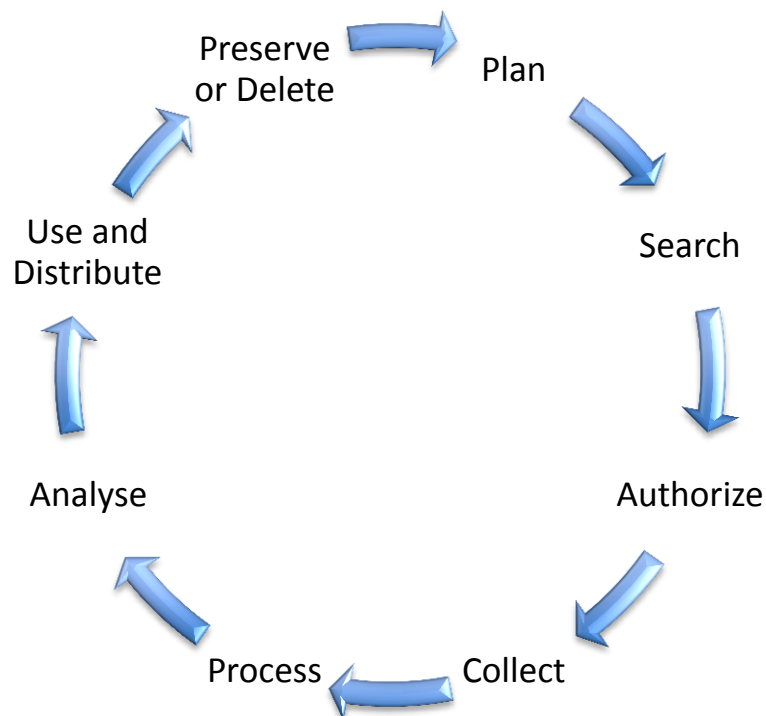 Preserve
or Delete
Plan
Search
Authorize
Collect
Process
Analyse
Use and
Distribute